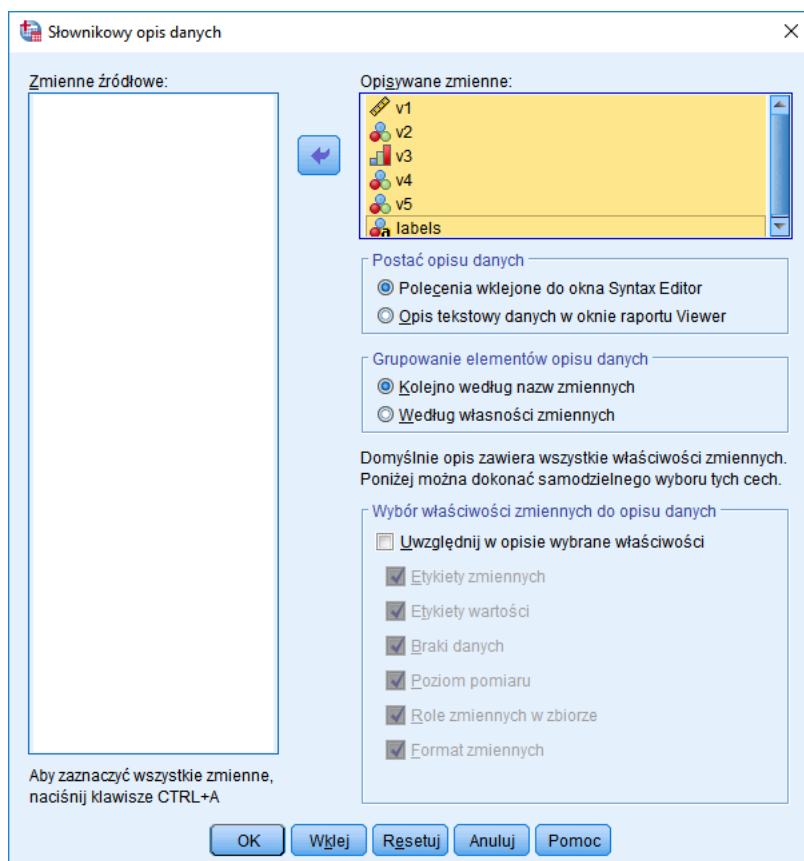 Słownikowy opis danych
Zmienne źródłowe:
Opisywane zmienne:
v1
v2
v3
v4
v5
labels
Postać opisu danych
Polecenia wklejone do okna Syntax Editor
Opis tekstowy danych w oknie raportu Viewer
Grupowanie elementów opisu danych
Kolejno według nazw zmiennych
Według własności zmiennych
Domyślnie opis zawiera wszystkie właściwości zmiennych.
Poniżej można dokonać samodzielnego wyboru tych cech.
Wybór właściwości zmiennych do opisu danych
Uwzględnij w opisie wybrane właściwości
Etykiety zmiennych
Etykiety wartości
Braki danych
Poziom pomiaru
Role zmiennych w zbiorze
Format zmiennych
Aby zaznaczyć wszystkie zmienne,
naciśnij klawisze CTRL+A
OK Wklej Resetuj Anuluj Pomoc